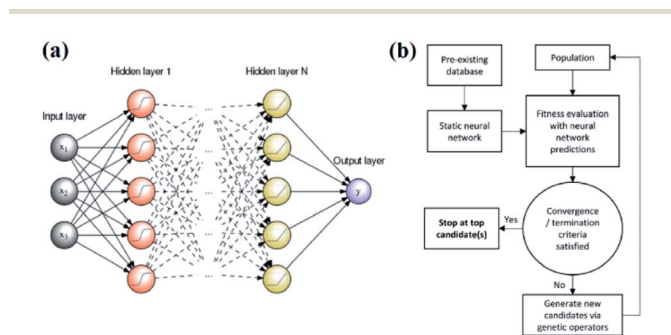 (a)
Hidden layer 1
Hidden layer N
Input layer
x1
x2
x3
...
...
...
...
...
Output layer
y
(b)
Pre-existing
database
Population
Static neural
network
Fitness evaluation
with neural
network
predictions
Convergence
/ termination
criteria
satisfied
Yes
Stop at top
candidate(s)
No
Generate new
candidates via
genetic operators